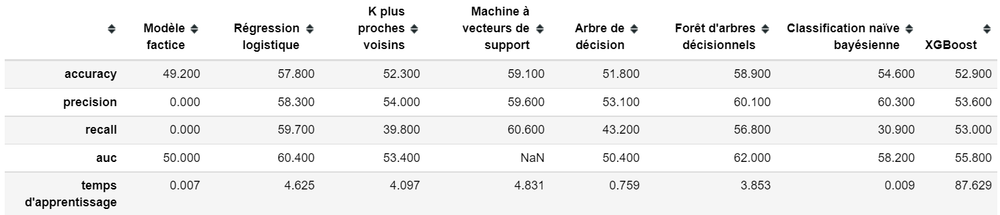 Modèle factice Régression logistique K plus proches voisins Machine à vecteurs de support Arbre de décision Forêt d'arbres décisionnels Classification naïve bayésienne XGBoost
accuracy 49.200 57.800 52.300 59.100 51.800 58.900 54.600 52.900
precision 0.000 58.300 54.000 59.600 53.100 60.100 60.300 53.600
recall 0.000 59.700 39.800 60.600 43.200 56.800 30.900 53.000
auc 50.000 60.400 53.400 NaN 50.400 62.000 58.200 55.800
temps d'apprentissage 0.007 4.625 4.097 4.831 0.759 3.853 0.009 87.629